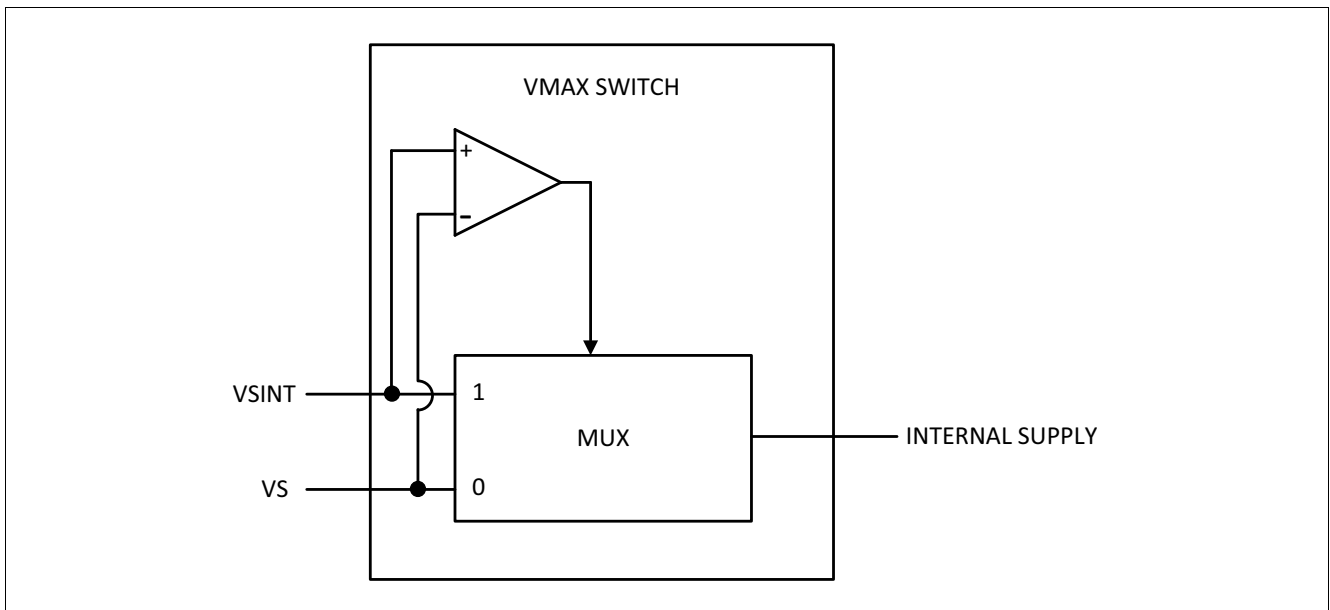 VMAX SWITCH
+
-
VSINT
1
MUX
INTERNAL SUPPLY
VS
0